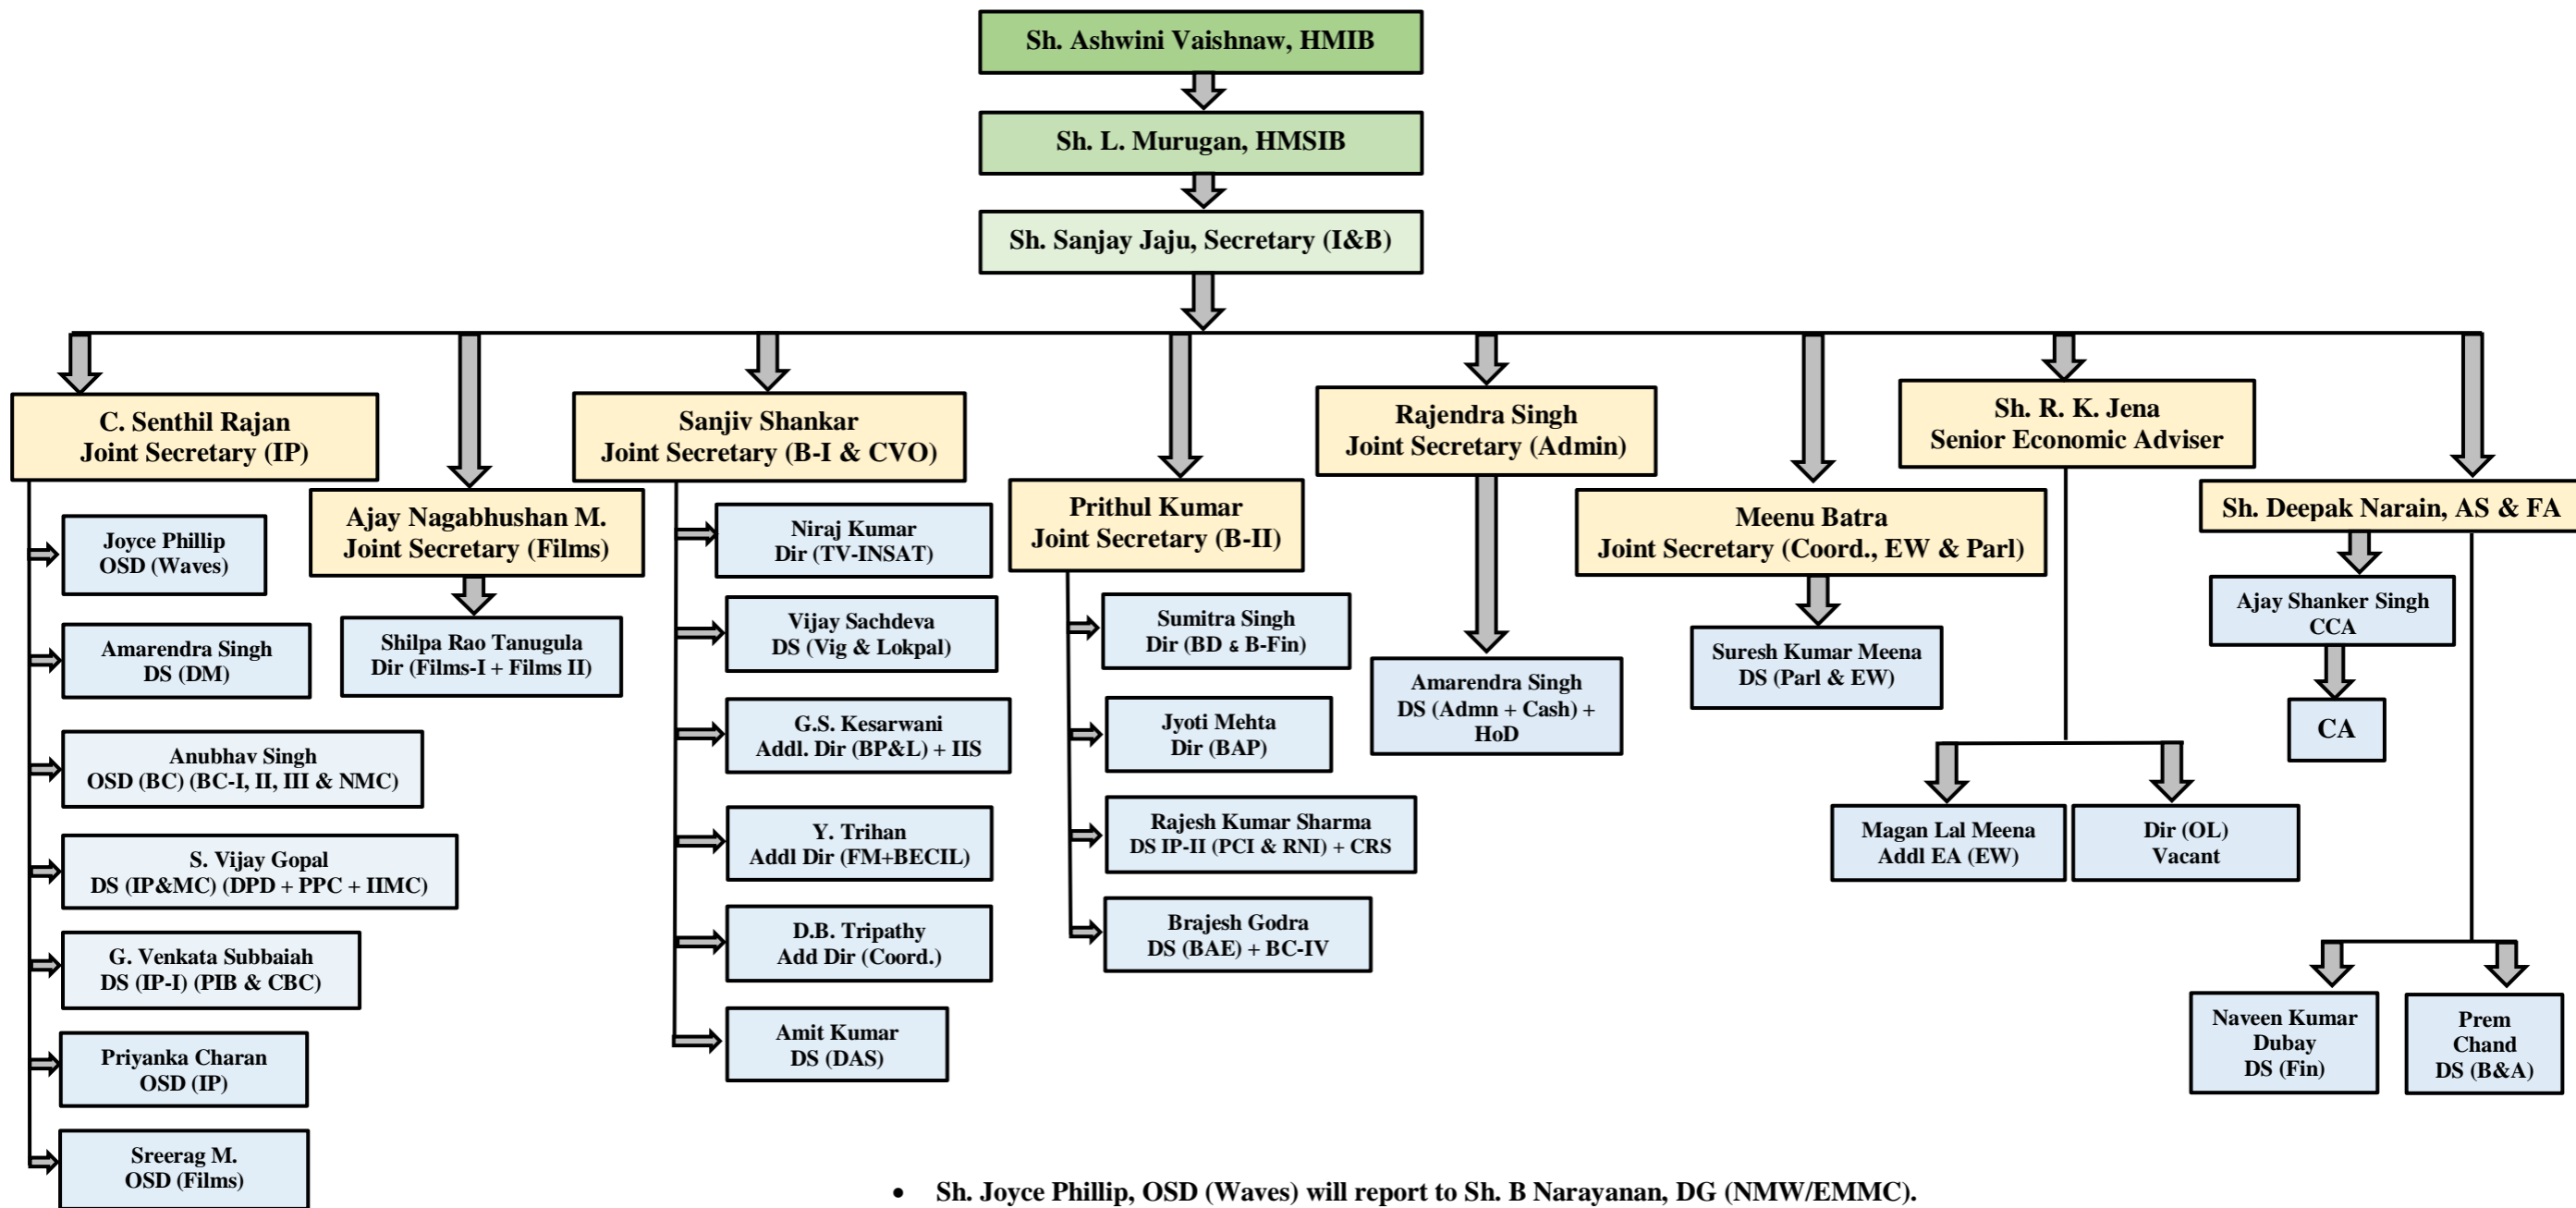 Sh. Ashwini Vaishnaw, HMIB
Sh. L. Murugan, HMSIB
Sh. Sanjay Jaju, Secretary (I&B)
C. Senthil Rajan
Joint Secretary (IP)
Joyce Phillip
OSD (Waves)
Amarendra Singh
DS (DM)
Anubhav Singh
OSD (BC) (BC-I, II, III & NMC)
S. Vijay Gopal
DS (IP&MC) (DPD + PPC + IIMC)
G. Venkata Subbaiah
DS (IP-I) (PIB & CBC)
Priyanka Charan
OSD (IP)
Sreerag M.
OSD (Films)
Ajay Nagabhushan M.
Joint Secretary (Films)
Shilpa Rao Tanugula
Dir (Films-I + Films II)
Sanjiv Shankar
Joint Secretary (B-I & CVO)
Niraj Kumar
Dir (TV-INSAT)
Vijay Sachdeva
DS (Vig & Lokpal)
G.S. Kesarwani
Addl. Dir (BP&L) + IIS
Y. Trihan
Addl Dir (FM+BECIL)
D.B. Tripathy
Add Dir (Coord.)
Amit Kumar
DS (DAS)
Prithul Kumar
Joint Secretary (B-II)
Sumitra Singh
Dir (BD & B-Fin)
Jyoti Mehta
Dir (BAP)
Rajesh Kumar Sharma
DS IP-II (PCI & RNI) + CRS
Brajesh Godra
DS (BAE) + BC-IV
Rajendra Singh
Joint Secretary (Admin)
Amarendra Singh
DS (Admn + Cash) +
HoD
Meenu Batra
Joint Secretary (Coord., EW & Parl)
Suresh Kumar Meena
DS (Parl & EW)
Sh. R. K. Jena
Senior Economic Adviser
Magan Lal Meena
Addl EA (EW)
Dir (OL)
Vacant
Sh. Deepak Narain, AS & FA
Ajay Shanker Singh
CCA
CA
Naveen Kumar
Dubay
DS (Fin)
Prem
Chand
DS (B&A)
• Sh. Joyce Phillip, OSD (Waves) will report to Sh. B Narayanan, DG (NMW/EMMC).